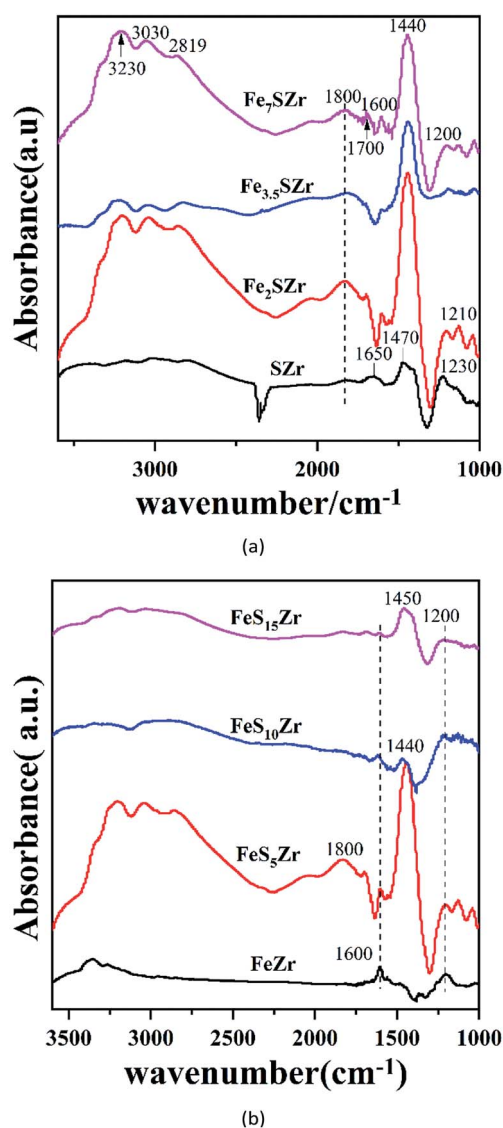 1440
3030
2819
3230
Fe7SZr
1800
1600
1700
1200
Fe3.5SZr
Fe2SZr
1650
1470
1210
SZr
1230
Absorbance(a.u)
3000
2000
1000
wavenumber/cm-1
(a)
1450
FeS15Zr
1200
FeS10Zr
1440
FeS5Zr
1800
1600
FeZr
Absorbance( a.u.)
3500
3000
2500
2000
1500
1000
wavenumber(cm-1)
(b)